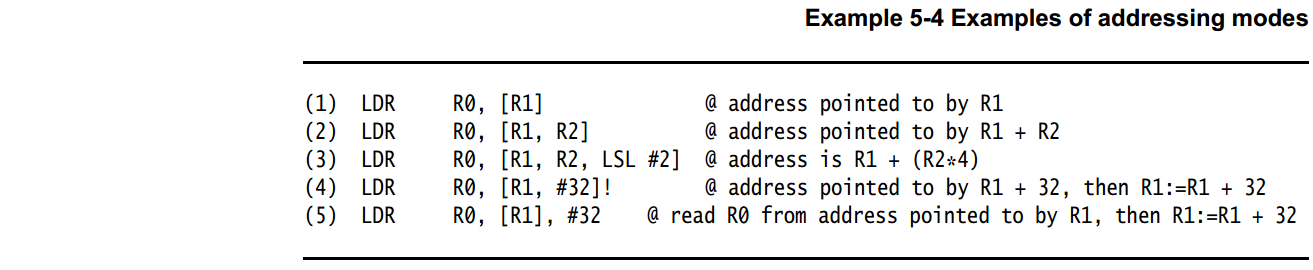 Example 5-4 Examples of addressing modes
(1) LDR R0, [R1] @ address pointed to by R1
(2) LDR R0, [R1, R2] @ address pointed to by R1 + R2
(3) LDR R0, [R1, R2, LSL #2] @ address is R1 + (R2*4)
(4) LDR R0, [R1, #32]! @ address pointed to by R1 + 32, then R1:=R1 + 32
(5) LDR R0, [R1], #32 @ read R0 from address pointed to by R1, then R1:=R1 + 32